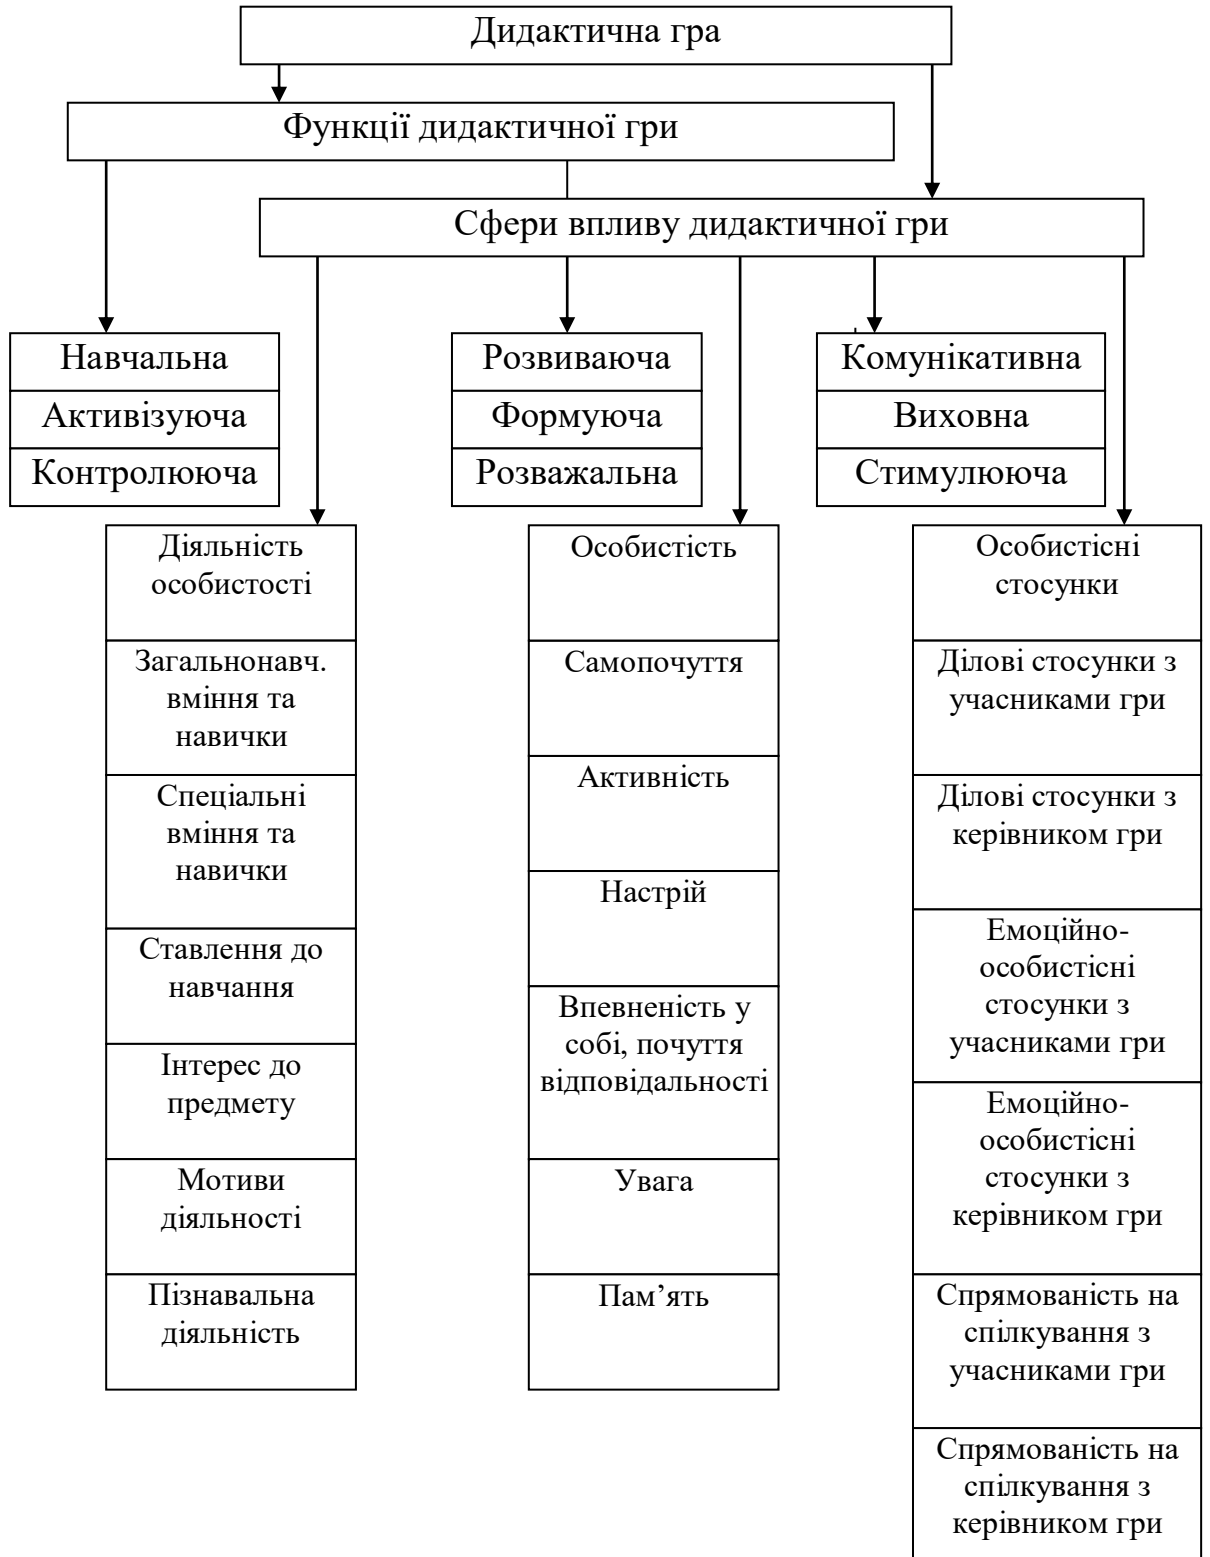 Дидактична гра
Функції дидактичної гри
Сфери впливу дидактичної гри
Навчальна
Активізуюча
Контролююча
Розвиваюча
Формуюча
Розважальна
Комунікативна
Виховна
Стимулююча
Діяльність
особистості
Загальнонавч.
вміння та
навички
Спеціальні
вміння та
навички
Ставлення до
навчання
Інтерес до
предмету
Мотиви
діяльності
Пізнавальна
діяльність
Особистість
Самопочуття
Активність
Настрій
Впевненість у
собі, почуття
відповідальності
Увага
Пам’ять
Особистісні
стосунки
Ділові стосунки з
учасниками гри
Ділові стосунки з
керівником гри
Емоційно-
особистісні
стосунки з
учасниками гри
Емоційно-
особистісні
стосунки з
керівником гри
Спрямованість на
спілкування з
учасниками гри
Спрямованість на
спілкування з
керівником гри